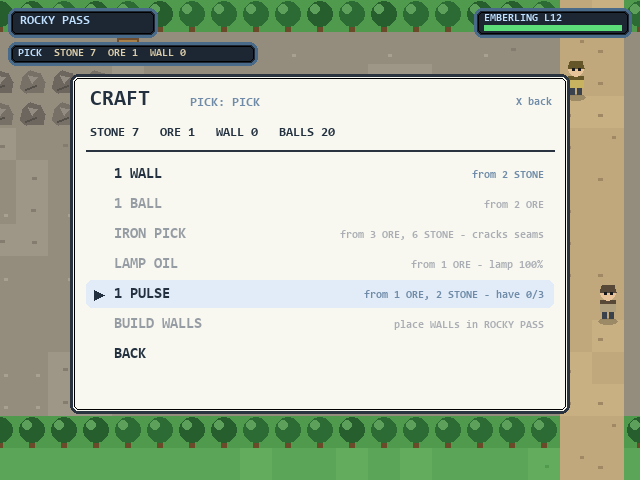 ROCKY PASS
EMBERLING L12
PICK STONE 7 ORE 1 WALL 0
CRAFT
PICK: PICK
X back
STONE 7 ORE 1 WALL 0 BALLS 20
1 WALL from 2 STONE
1 BALL from 2 ORE
IRON PICK from 3 ORE, 6 STONE - cracks seams
LAMP OIL from 1 ORE - lamp 100%
▶ 1 PULSE from 1 ORE, 2 STONE - have 0/3
BUILD WALLS place WALLs in ROCKY PASS
BACK